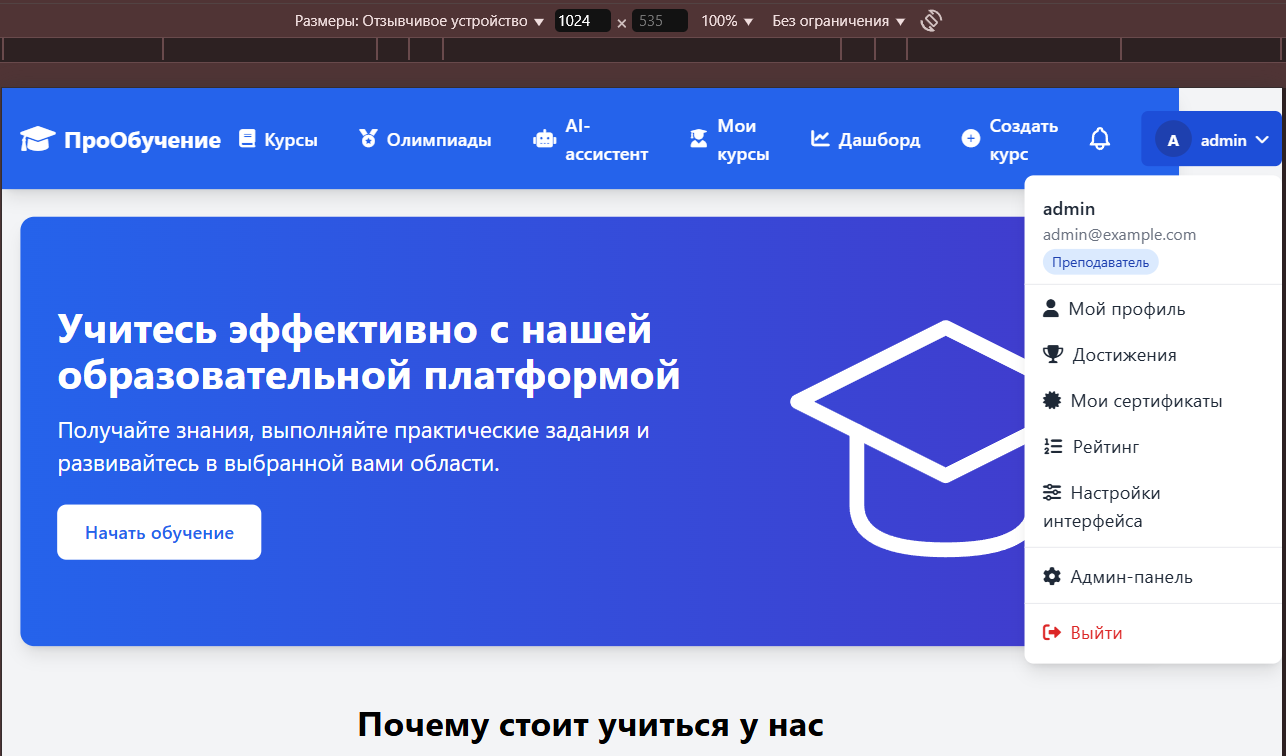 Размеры: Отзывчивое устройство ▼ 1024 × 535 100% ▼ Без ограничения ▼
ПроОбучение Курсы Олимпиады AI-ассистент Мои курсы Дашборд Создать курс A admin
admin
admin@example.com
Преподаватель
Мой профиль
Достижения
Мои сертификаты
Рейтинг
Настройки
интерфейса
Админ-панель
Выйти
Учитесь эффективно с нашей
образовательной платформой
Получайте знания, выполняйте практические задания и
развивайтесь в выбранной вами области.
Начать обучение
Почему стоит учиться у нас